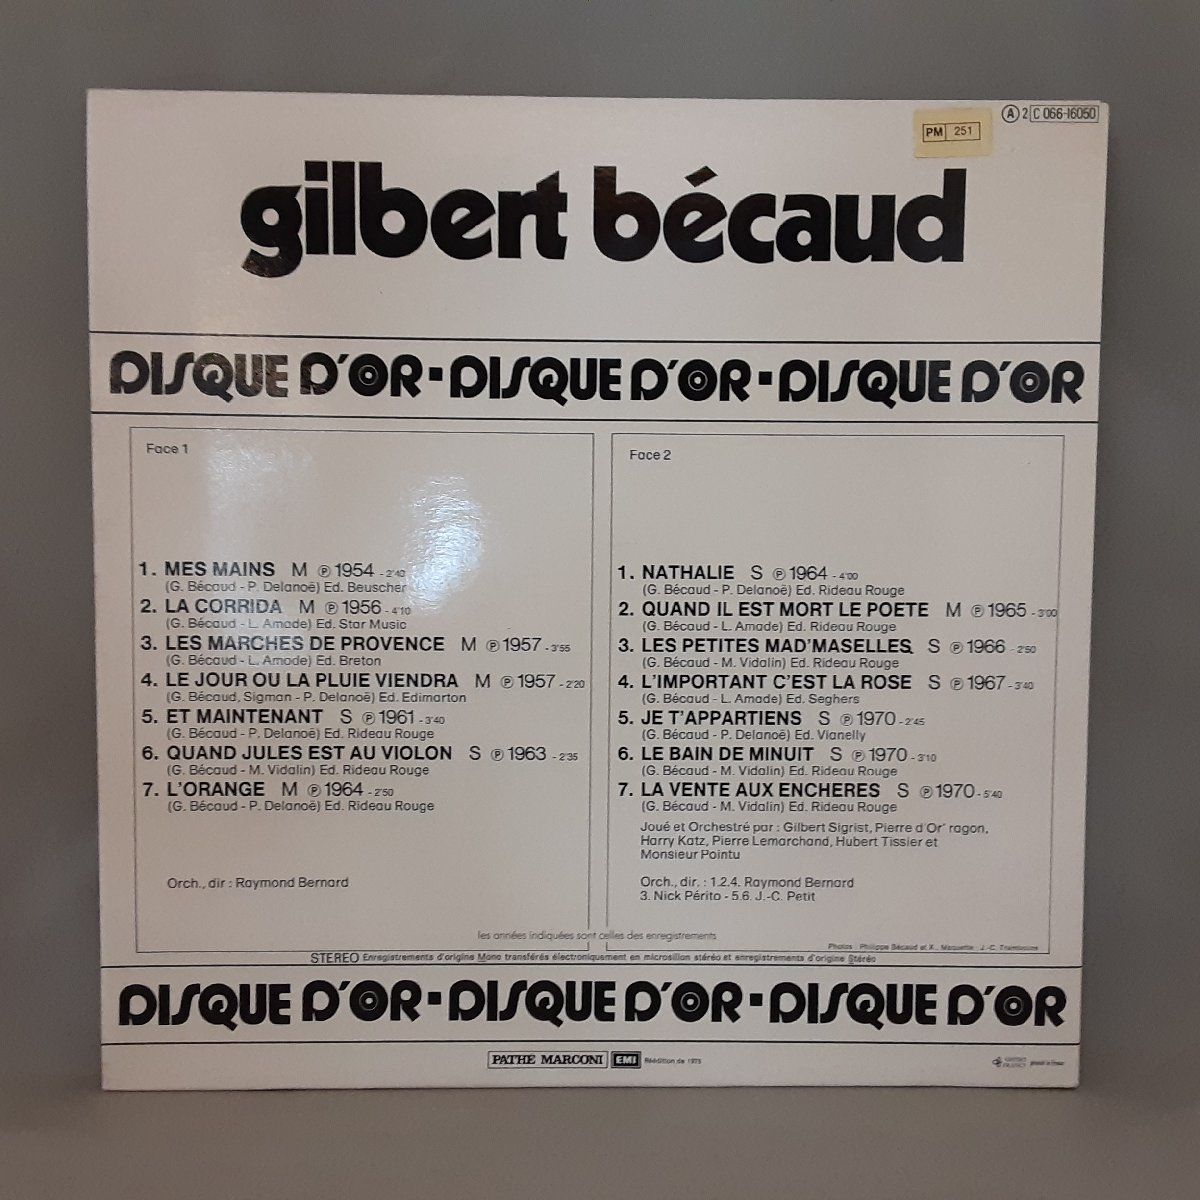 PM 251
A 2 C 066-16050
gilbert bécaud
DISQUE D'OR·DISQUE D'OR·DISQUE D'OR
Face 1
1. MES MAINS M ℗ 1954 - 2'40
(G. Bécaud - P. Delanoë) Ed. Beuscher
2. LA CORRIDA M ℗ 1956 - 4'10
(G. Bécaud - L. Amade) Ed. Star Music
3. LES MARCHES DE PROVENCE M ℗ 1957 - 3'55
(G. Bécaud - L. Amade) Ed. Breton
4. LE JOUR OU LA PLUIE VIENDRA M ℗ 1957 - 2'20
(G. Bécaud, Sigman - P. Delanoë) Ed. Edimarton
5. ET MAINTENANT S ℗ 1961 - 3'40
(G. Bécaud - P. Delanoë) Ed. Rideau Rouge
6. QUAND JULES EST AU VIOLON S ℗ 1963 - 2'35
(G. Bécaud - M. Vidalin) Ed. Rideau Rouge
7. L'ORANGE M ℗ 1964 - 2'50
(G. Bécaud - P. Delanoë) Ed. Rideau Rouge
Orch., dir : Raymond Bernard
Face 2
1. NATHALIE S ℗ 1964 - 4'00
(G. Bécaud - P. Delanoë) Ed. Rideau Rouge
2. QUAND IL EST MORT LE POETE M ℗ 1965 - 3'00
(G. Bécaud - L. Amade) Ed. Rideau Rouge
3. LES PETITES MAD'MASELLES S ℗ 1966 - 2'50
(G. Bécaud - M. Vidalin) Ed. Rideau Rouge
4. L'IMPORTANT C'EST LA ROSE S ℗ 1967 - 3'40
(G. Bécaud - L. Amade) Ed. Seghers
5. JE T'APPARTIENS S ℗ 1970 - 2'45
(G. Bécaud - P. Delanoë) Ed. Vianelly
6. LE BAIN DE MINUIT S ℗ 1970 - 3'10
(G. Bécaud - M. Vidalin) Ed. Rideau Rouge
7. LA VENTE AUX ENCHERES S ℗ 1970 - 5'40
(G. Bécaud - M. Vidalin) Ed. Rideau Rouge
Joué et Orchestré par : Gilbert Sigrist, Pierre d'Or' ragon,
Harry Katz, Pierre Lemarchand, Hubert Tissier et
Monsieur Pointu
Orch., dir. : 1.2.4. Raymond Bernard
3. Nick Périto - 5.6. J.-C. Petit
les années indiquées sont celles des enregistrements
Photos : Philippe Bécaud et X. Maquette : J.-C. Trambouze
STEREO Enregistrements d'origine Mono transférés électroniquement en microsillon stéréo et enregistrements d'origine Stéréo
DISQUE D'OR·DISQUE D'OR·DISQUE D'OR
PATHE MARCONI EMI Réédition de 1975